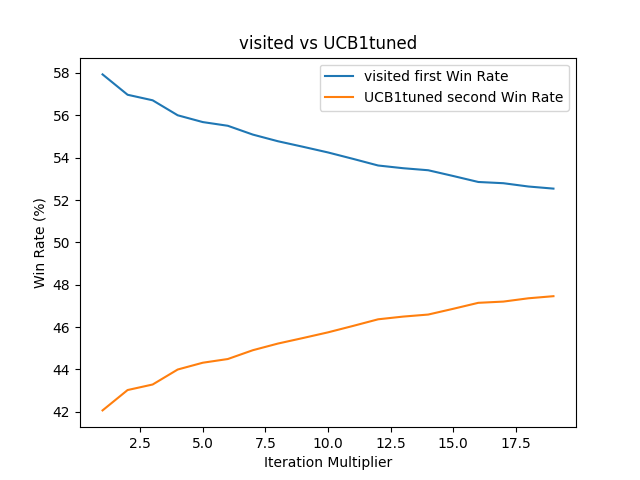 visited vs UCB1tuned
visited first Win Rate
UCB1tuned second Win Rate
Win Rate (%)
58
56
54
52
50
48
46
44
42
2.5 5.0 7.5 10.0 12.5 15.0 17.5
Iteration Multiplier